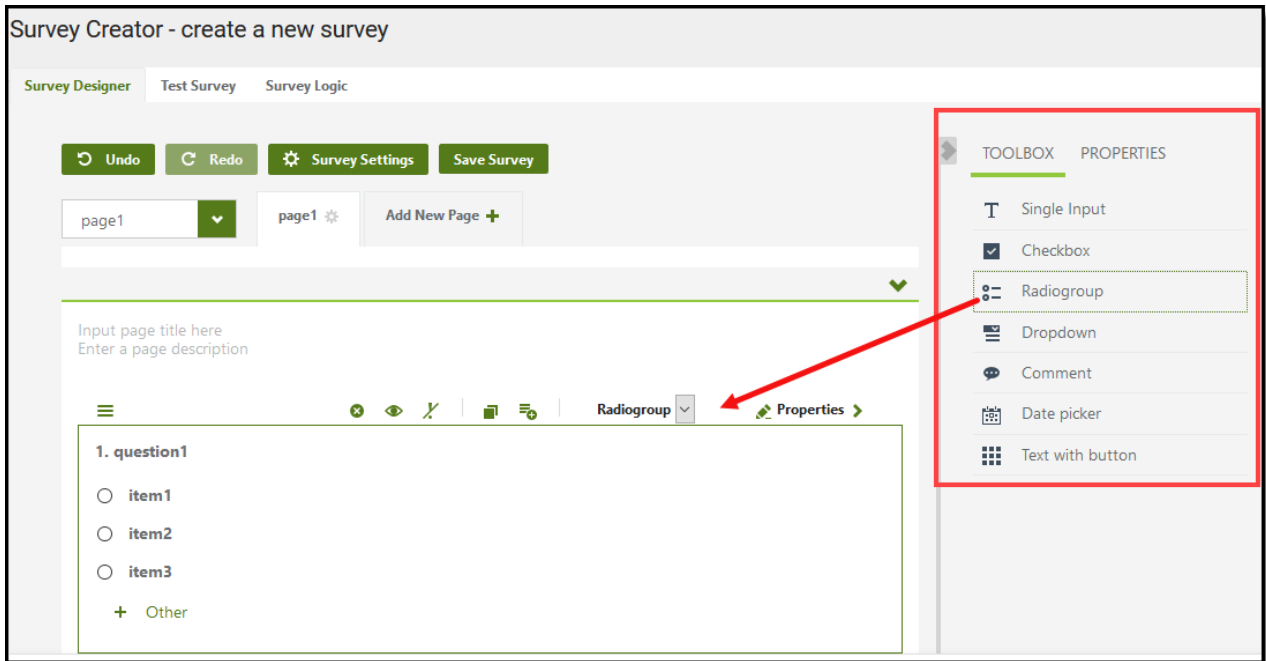 Survey Creator - create a new survey
Survey Designer Test Survey Survey Logic
Undo Redo Survey Settings Save Survey
page1 page1 Add New Page
Input page title here
Enter a page description
Radiogroup Properties
1. question1
item1
item2
item3
+ Other
TOOLBOX PROPERTIES
Single Input
Checkbox
Radiogroup
Dropdown
Comment
Date picker
Text with button